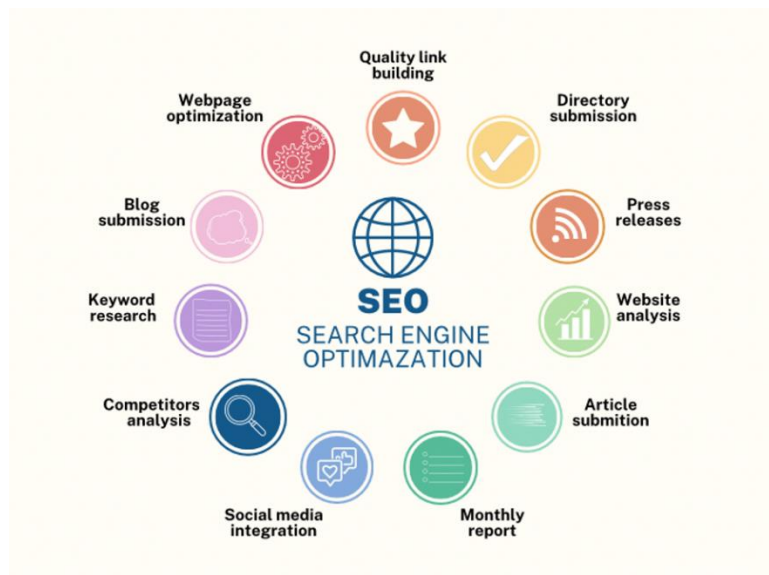 Quality link
building
Webpage
optimization
Directory
submission
Blog
submission
Press
releases
SEO
SEARCH ENGINE
OPTIMAZATION
Keyword
research
Website
analysis
Competitors
analysis
Article
submition
Social media
integration
Monthly
report